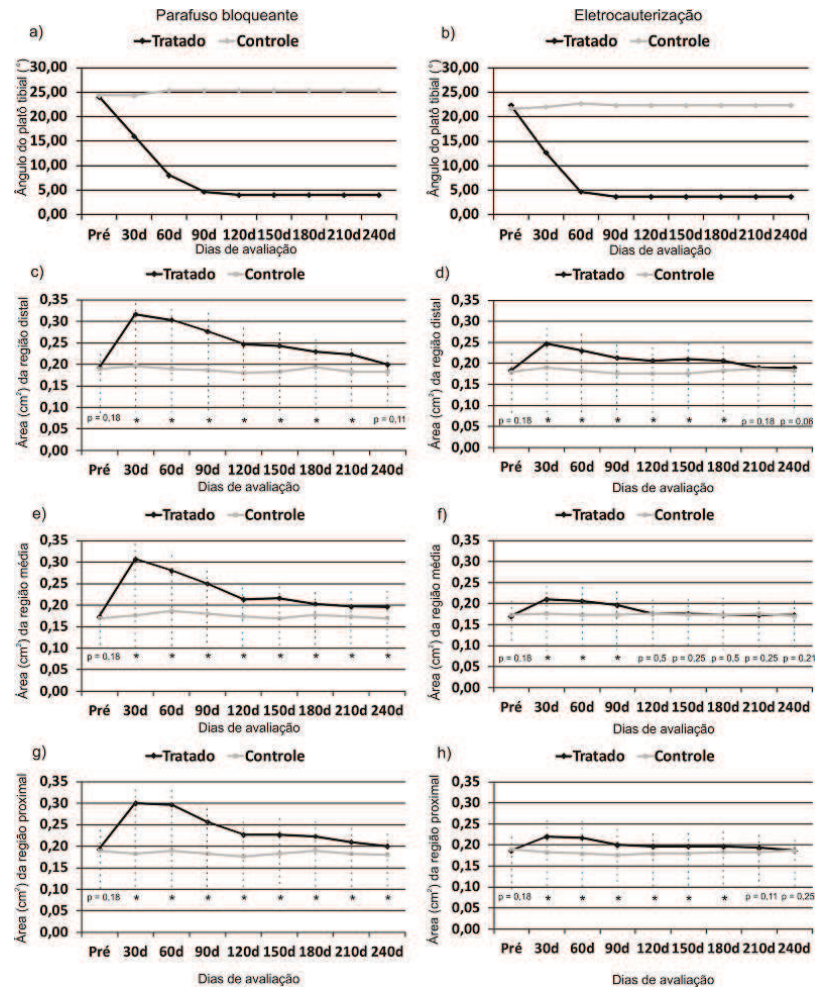 Parafuso bloqueante
Eletrocauterização
a)
Tratado Controle
Ângulo do platô tibial (°)
30,00
25,00
20,00
15,00
10,00
5,00
0,00
Pré 30d 60d 90d 120d 150d 180d 210d 240d
Dias de avaliação
b)
Tratado Controle
Ângulo do platô tibial (°)
30,00
25,00
20,00
15,00
10,00
5,00
0,00
Pré 30d 60d 90d 120d 150d 180d 210d 240d
Dias de avaliação
c)
Tratado Controle
Área (cm²) da região distal
0,35
0,30
0,25
0,20
0,15
0,10
0,05
0,00
p = 0,18 * * * * * * * p = 0,11
Pré 30d 60d 90d 120d 150d 180d 210d 240d
Dias de avaliação
d)
Tratado Controle
Área (cm²) da região distal
0,35
0,30
0,25
0,20
0,15
0,10
0,05
0,00
p = 0,18 * * * * * * p = 0,18 p = 0,06
Pré 30d 60d 90d 120d 150d 180d 210d 240d
Dias de avaliação
e)
Tratado Controle
Área (cm²) da região média
0,35
0,30
0,25
0,20
0,15
0,10
0,05
0,00
p = 0,18 * * * * * * * *
Pré 30d 60d 90d 120d 150d 180d 210d 240d
Dias de avaliação
f)
Tratado Controle
Área (cm²) da região média
0,35
0,30
0,25
0,20
0,15
0,10
0,05
0,00
p = 0,18 * * * p = 0,5 p = 0,25 p = 0,5 p = 0,25 p = 0,21
Pré 30d 60d 90d 120d 150d 180d 210d 240d
Dias de avaliação
g)
Tratado Controle
Área (cm²) da região proximal
0,35
0,30
0,25
0,20
0,15
0,10
0,05
0,00
p = 0,18 * * * * * * * *
Pré 30d 60d 90d 120d 150d 180d 210d 240d
Dias de avaliação
h)
Tratado Controle
Área (cm²) da região proximal
0,35
0,30
0,25
0,20
0,15
0,10
0,05
0,00
p = 0,18 * * * * * * p = 0,11 p = 0,25
Pré 30d 60d 90d 120d 150d 180d 210d 240d
Dias de avaliação